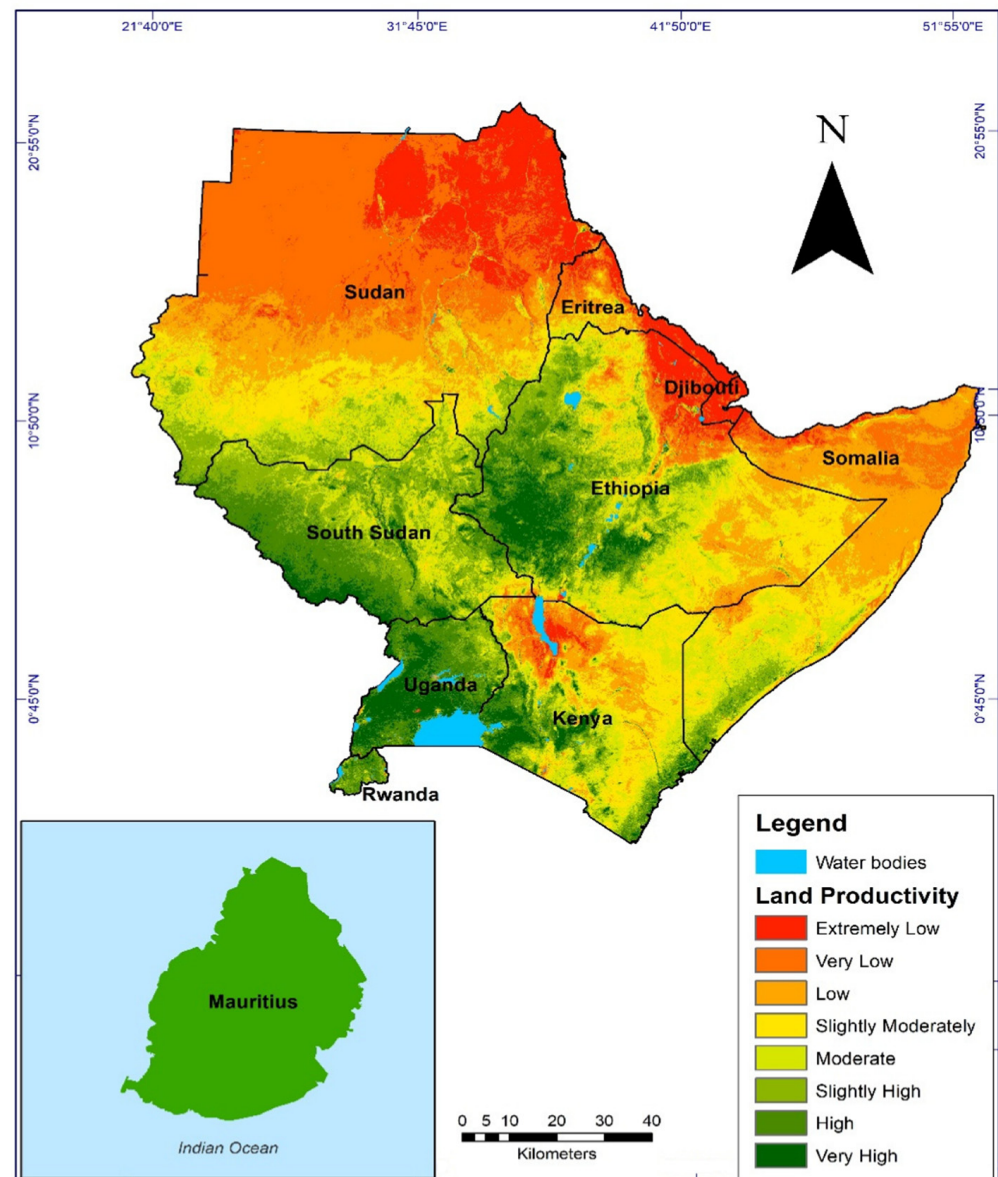 21°40'0"E
31°45'0"E
41°50'0"E
51°55'0"E
20°55'0"N
20°55'0"N
N
Sudan
Eritrea
Djibouti
10°50'0"N
10°50'0"N
Somalia
Ethiopia
South Sudan
Uganda
0°45'0"N
0°45'0"N
Kenya
Rwanda
Legend
Water bodies
Land Productivity
Extremely Low
Very Low
Low
Slightly Moderately
Moderate
Slightly High
High
Very High
Mauritius
Indian Ocean
0 5 10 20 30 40
Kilometers